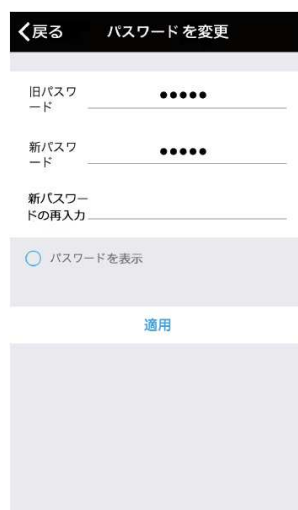 戻る パスワード を変更
旧パスワ
ード
●●●●●
新パスワ
ード
●●●●●
新パスワー
ドの再入力
パスワードを表示
適用